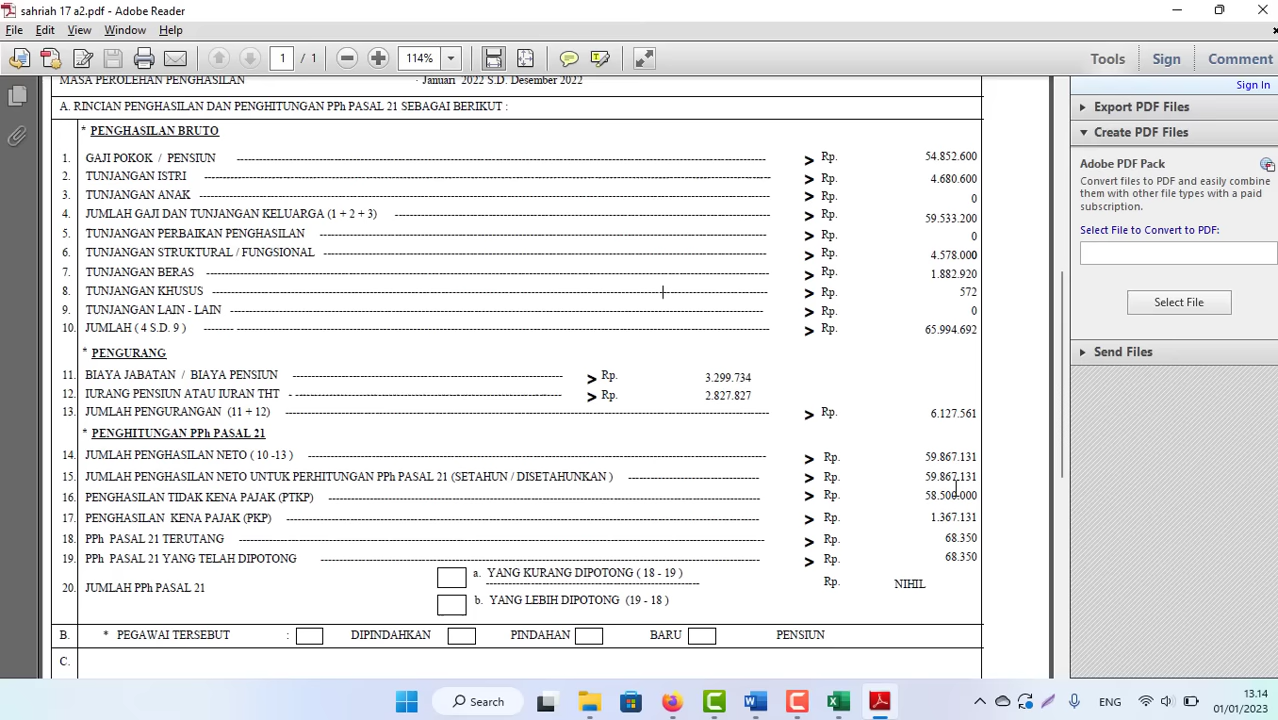 sahriah 17 a2.pdf - Adobe Reader
File Edit View Window Help
1 / 1 114% Tools Sign Comment
Sign In
MASA PEROLEHAN PENGHASILAN : Januari 2022 S.D. Desember 2022
A. RINCIAN PENGHASILAN DAN PENGHITUNGAN PPh PASAL 21 SEBAGAI BERIKUT :
* PENGHASILAN BRUTO
1. GAJI POKOK / PENSIUN > Rp. 54.852.600
2. TUNJANGAN ISTRI > Rp. 4.680.600
3. TUNJANGAN ANAK > Rp. 0
4. JUMLAH GAJI DAN TUNJANGAN KELUARGA (1 + 2 + 3) > Rp. 59.533.200
5. TUNJANGAN PERBAIKAN PENGHASILAN > Rp. 0
6. TUNJANGAN STRUKTURAL / FUNGSIONAL > Rp. 4.578.000
7. TUNJANGAN BERAS > Rp. 1.882.920
8. TUNJANGAN KHUSUS > Rp. 572
9. TUNJANGAN LAIN - LAIN > Rp. 0
10. JUMLAH ( 4 S.D. 9 ) > Rp. 65.994.692
* PENGURANG
11. BIAYA JABATAN / BIAYA PENSIUN > Rp. 3.299.734
12. IURANG PENSIUN ATAU IURAN THT > Rp. 2.827.827
13. JUMLAH PENGURANGAN (11 + 12) > Rp. 6.127.561
* PENGHITUNGAN PPh PASAL 21
14. JUMLAH PENGHASILAN NETO ( 10 -13 ) > Rp. 59.867.131
15. JUMLAH PENGHASILAN NETO UNTUK PERHITUNGAN PPh PASAL 21 (SETAHUN / DISETAHUNKAN ) > Rp. 59.867.131
16. PENGHASILAN TIDAK KENA PAJAK (PTKP) > Rp. 58.500.000
17. PENGHASILAN KENA PAJAK (PKP) > Rp. 1.367.131
18. PPh PASAL 21 TERUTANG > Rp. 68.350
19. PPh PASAL 21 YANG TELAH DIPOTONG > Rp. 68.350
20. JUMLAH PPh PASAL 21 a. YANG KURANG DIPOTONG ( 18 - 19 ) Rp. NIHIL
b. YANG LEBIH DIPOTONG (19 - 18 )
B. * PEGAWAI TERSEBUT : DIPINDAHKAN PINDAHAN BARU PENSIUN
C.
Export PDF Files
Create PDF Files
Adobe PDF Pack
Convert files to PDF and easily combine
them with other file types with a paid
subscription.
Select File to Convert to PDF:
Select File
Send Files
Search
ENG
13.14
01/01/2023